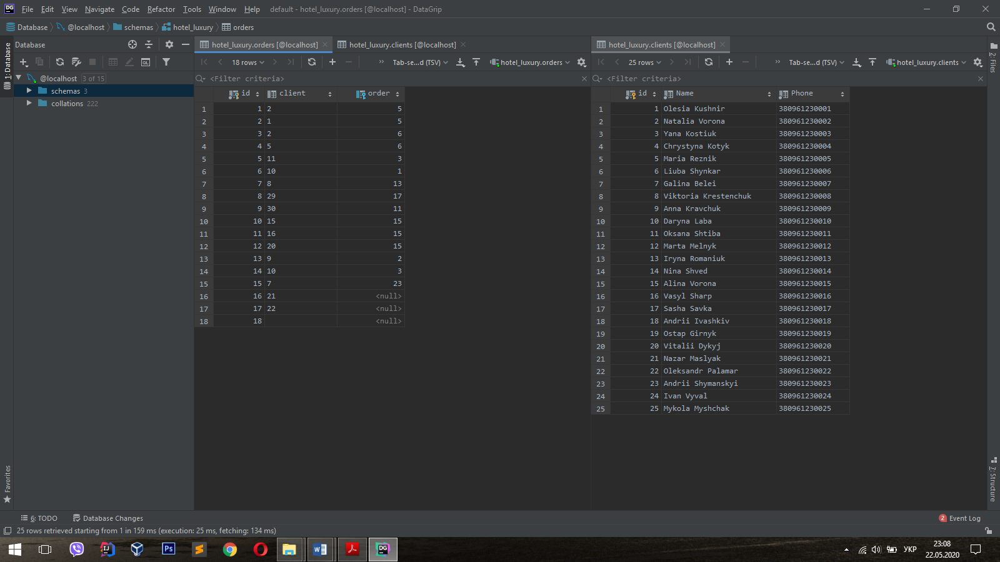 DG File Edit View Navigate Code Refactor Tools Window Help default - hotel_luxury.orders [@localhost] - DataGrip
Database @localhost schemas hotel_luxury orders
1: Database
Database
@localhost 3 of 15
schemas 3
collations 222
hotel_luxury.orders [@localhost] hotel_luxury.clients [@localhost]
18 rows Tab-se...d (TSV) hotel_luxury.orders
<Filter criteria>
id client order
1 1 2 5
2 2 1 5
3 3 2 6
4 4 5 6
5 5 11 3
6 6 10 1
7 7 8 13
8 8 29 17
9 9 30 11
10 10 15 15
11 11 16 15
12 12 20 15
13 13 9 2
14 14 10 3
15 15 7 23
16 16 21 <null>
17 17 22 <null>
18 18 <null>
hotel_luxury.clients [@localhost]
25 rows Tab-se...d (TSV) hotel_luxury.clients
<Filter criteria>
id Name Phone
1 1 Olesia Kushnir 380961230001
2 2 Natalia Vorona 380961230002
3 3 Yana Kostiuk 380961230003
4 4 Chrystyna Kotyk 380961230004
5 5 Maria Reznik 380961230005
6 6 Liuba Shynkar 380961230006
7 7 Galina Belei 380961230007
8 8 Viktoria Krestenchuk 380961230008
9 9 Anna Kravchuk 380961230009
10 10 Daryna Laba 380961230010
11 11 Oksana Shtiba 380961230011
12 12 Marta Melnyk 380961230012
13 13 Iryna Romaniuk 380961230013
14 14 Nina Shved 380961230014
15 15 Alina Vorona 380961230015
16 16 Vasyl Sharp 380961230016
17 17 Sasha Savka 380961230017
18 18 Andrii Ivashkiv 380961230018
19 19 Ostap Girnyk 380961230019
20 20 Vitalii Dykyj 380961230020
21 21 Nazar Maslyak 380961230021
22 22 Oleksandr Palamar 380961230022
23 23 Andrii Shymanskyi 380961230023
24 24 Ivan Vyval 380961230024
25 25 Mykola Myshchak 380961230025
2: Files
7: Structure
Favorites
6: TODO Database Changes 2 Event Log
25 rows retrieved starting from 1 in 159 ms (execution: 25 ms, fetching: 134 ms)
IJ Ps W DG УКР 23:08
22.05.2020